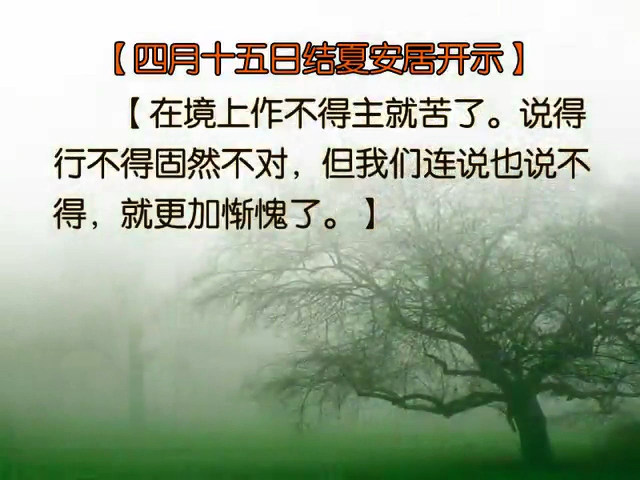 【四月十五日结夏安居开示】
【在境上作不得主就苦了。说得
行不得固然不对，但我们连说也说不
得，就更加惭愧了。】